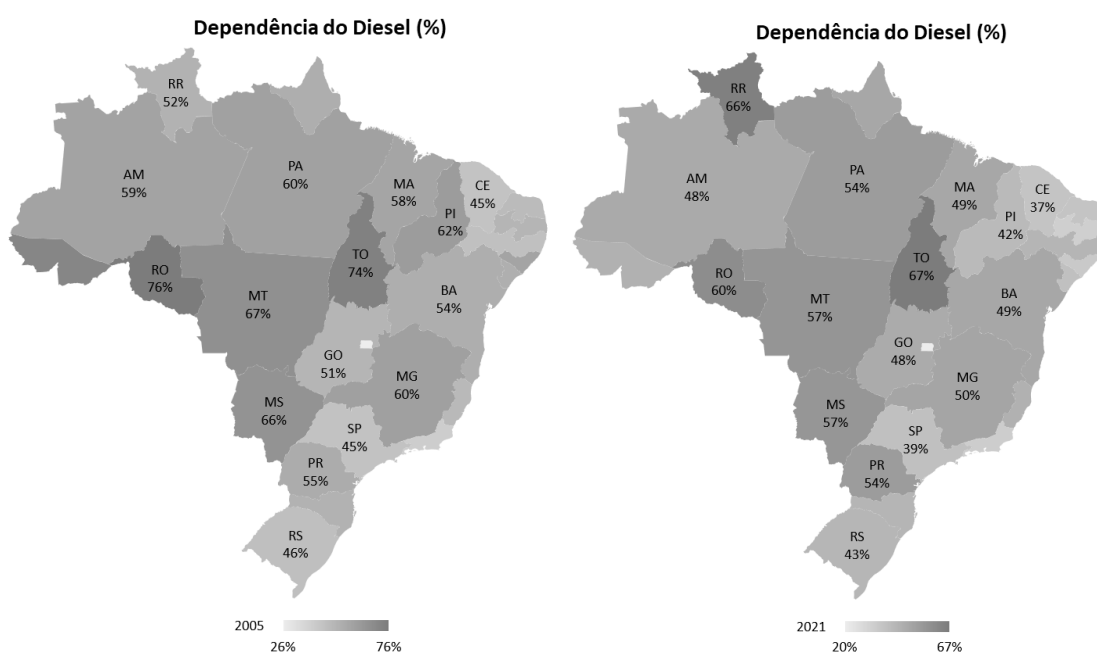 Dependência do Diesel (%)
RR
52%
AM
59%
PA
60%
MA
58%
CE
45%
PI
62%
TO
74%
RO
76%
MT
67%
BA
54%
GO
51%
MG
60%
MS
66%
SP
45%
PR
55%
RS
46%
2005
26%
76%
Dependência do Diesel (%)
RR
66%
AM
48%
PA
54%
MA
49%
CE
37%
PI
42%
TO
67%
RO
60%
MT
57%
BA
49%
GO
48%
MG
50%
MS
57%
SP
39%
PR
54%
RS
43%
2021
20%
67%